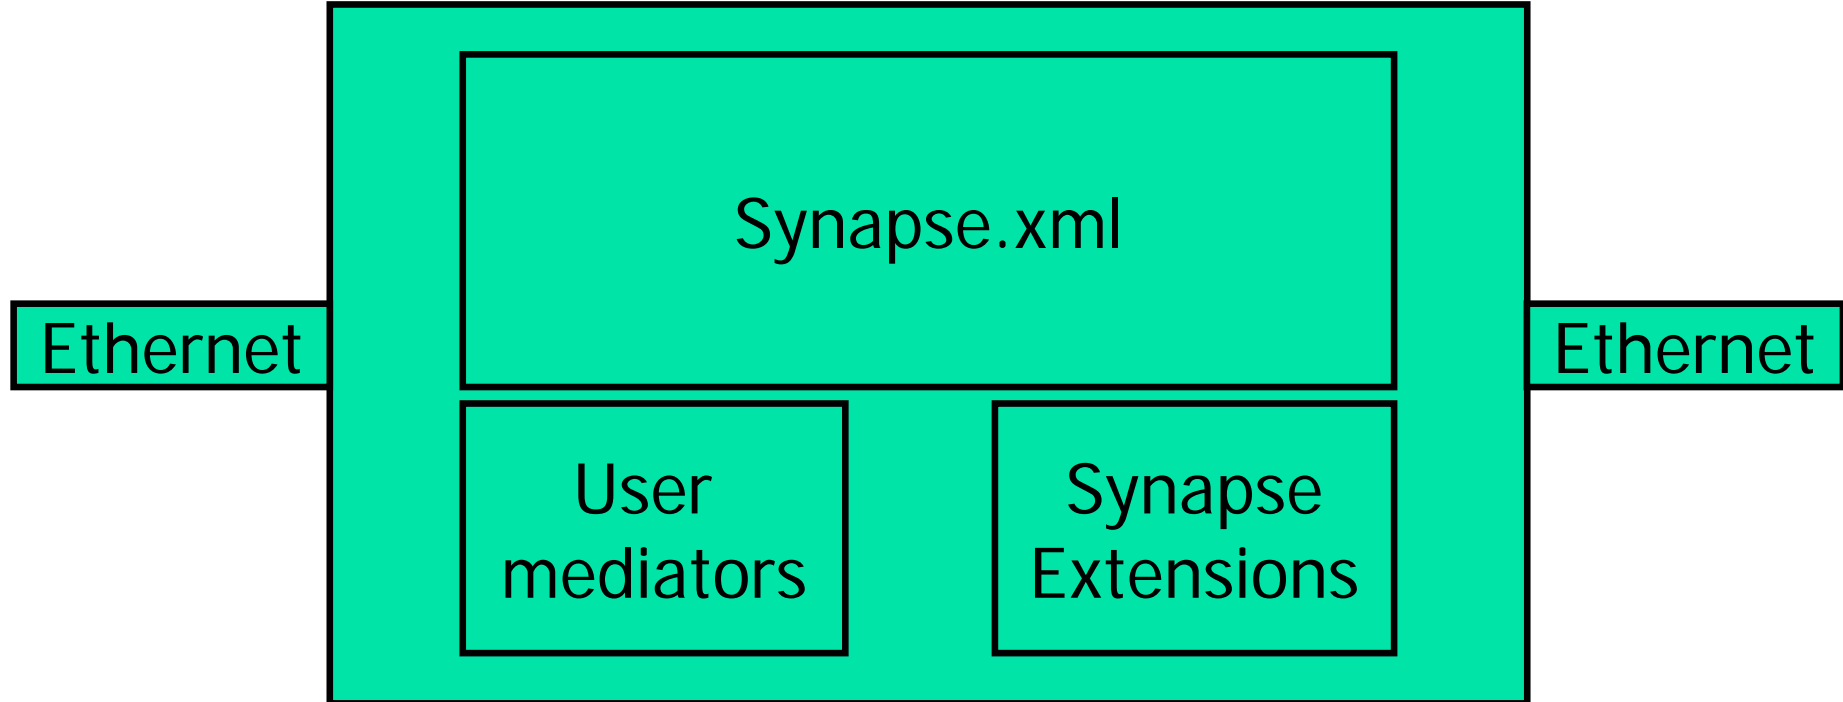 Synapse.xml
Ethernet
Ethernet
User
mediators
Synapse
Extensions